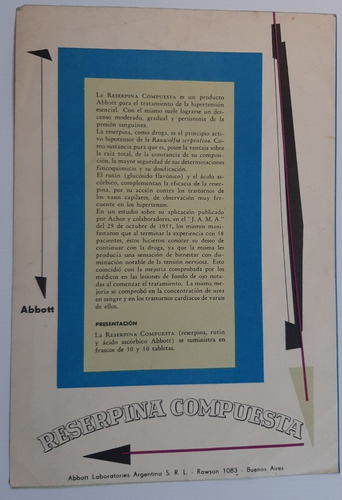 La Reserpina Compuesta es un producto
Abbott para el tratamiento de la hipertensión
esencial. Con el mismo suele lograrse un des-
censo moderado, gradual y persistente de la
presión sanguínea.
La reserpina, como droga, es el principio acti-
vo hipotensor de la Rauwolfia serpentina. Co-
mo sustancia pura que es, posee la ventaja sobre
la raíz total, de la constancia de su composi-
ción, la mayor seguridad de sus determinaciones
fisicoquímicas y su dosificación.
El rutín (glucósido flavónico) y el ácido as-
córbico, complementan la eficacia de la reser-
pina, por su acción contra los trastornos de
los vasos capilares, de observación muy fre-
cuente en los hipertensos.
En un estudio sobre su aplicación publicado
por Achor y colaboradores, en el "J. A. M. A."
del 29 de octubre de 1955, los mismos mani-
festaron que al terminar la experiencia 38
pacientes, éstos hicieron conocer su deseo de
continuar con la droga, ya que la misma les
producía una sensación de bienestar con dis-
minución notable de la tensión nerviosa. Esto
coincidió con la mejoría comprobada por los
médicos en las lesiones de fondo de ojo nota-
das al comenzar el tratamiento. La misma me-
joría se comprobó en la concentración de urea
en sangre y en los trastornos cardíacos de varios
de ellos.
Abbott
PRESENTACIÓN
La Reserpina Compuesta (reserpina, rutín
y ácido ascórbico Abbott) se suministra en
frascos de 30 y 50 tabletas.
RESERPINA COMPUESTA
Abbott Laboratories Argentina S. R. L. - Rawson 1083 - Buenos Aires